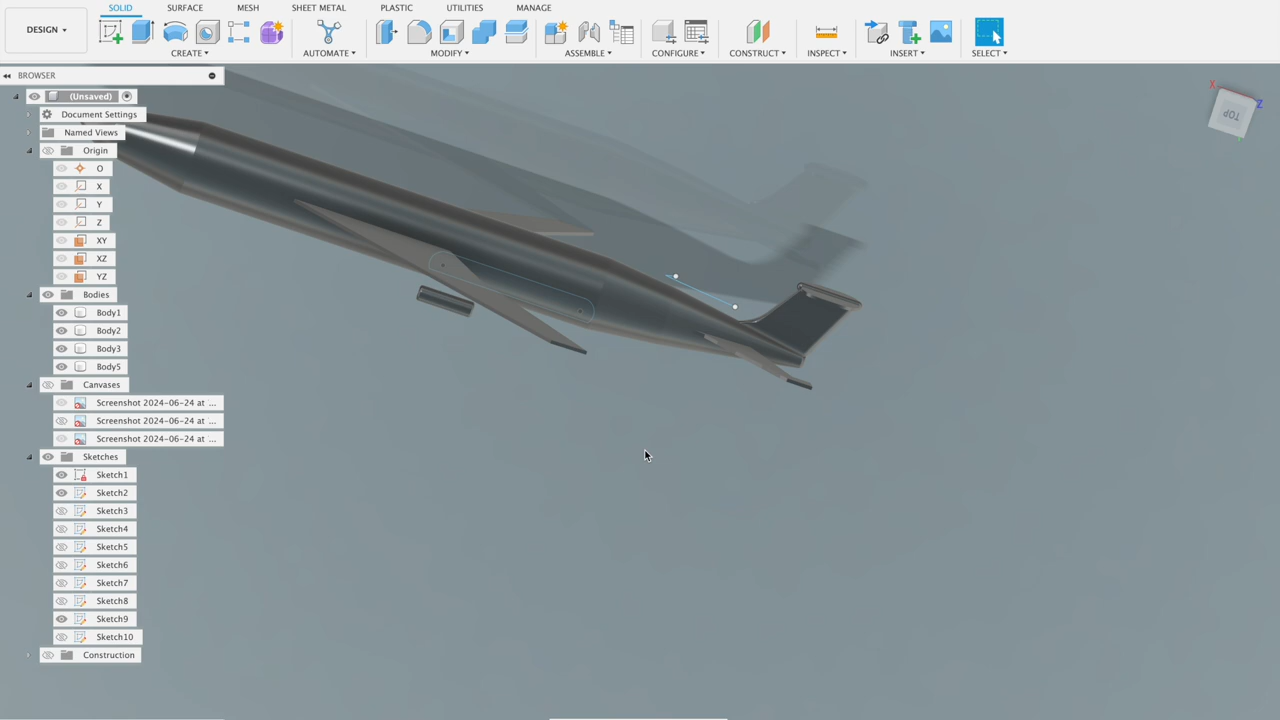 SOLID SURFACE MESH SHEET METAL PLASTIC UTILITIES MANAGE
DESIGN
CREATE AUTOMATE MODIFY ASSEMBLE CONFIGURE CONSTRUCT INSPECT INSERT SELECT
BROWSER
(Unsaved)
Document Settings
Named Views
Origin
O
X
Y
Z
XY
XZ
YZ
Bodies
Body1
Body2
Body3
Body5
Canvases
Screenshot 2024-06-24 at ...
Screenshot 2024-06-24 at ...
Screenshot 2024-06-24 at ...
Sketches
Sketch1
Sketch2
Sketch3
Sketch4
Sketch5
Sketch6
Sketch7
Sketch8
Sketch9
Sketch10
Construction
X
Z
TOP